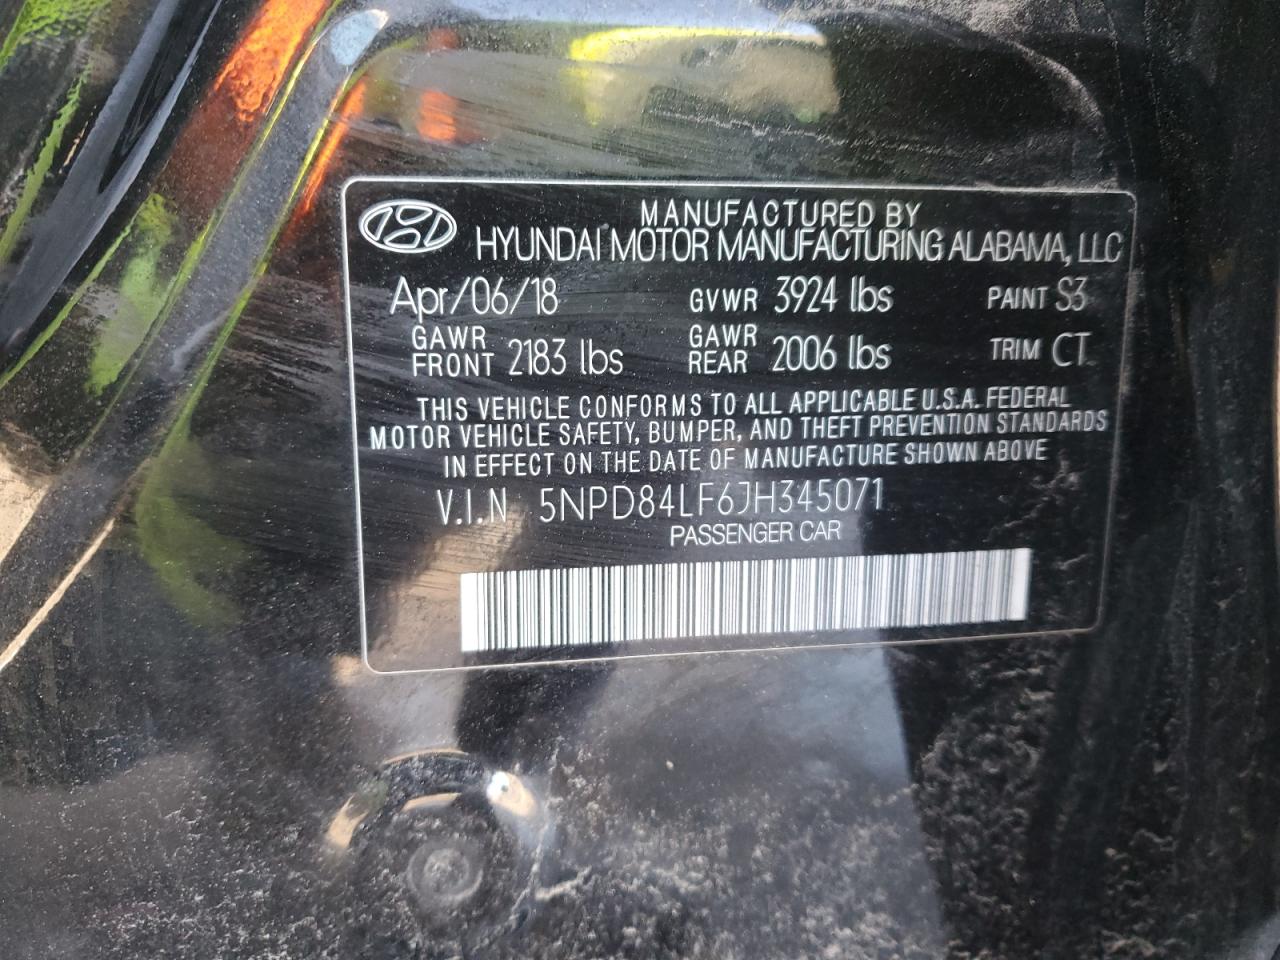 MANUFACTURED BY
HYUNDAI MOTOR MANUFACTURING ALABAMA, LLC
Apr/06/18 GVWR 3924 lbs PAINT S3
GAWR FRONT 2183 lbs GAWR REAR 2006 lbs TRIM CT
THIS VEHICLE CONFORMS TO ALL APPLICABLE U.S.A. FEDERAL
MOTOR VEHICLE SAFETY, BUMPER, AND THEFT PREVENTION STANDARDS
IN EFFECT ON THE DATE OF MANUFACTURE SHOWN ABOVE
V.I.N 5NPD84LF6JH345071
PASSENGER CAR